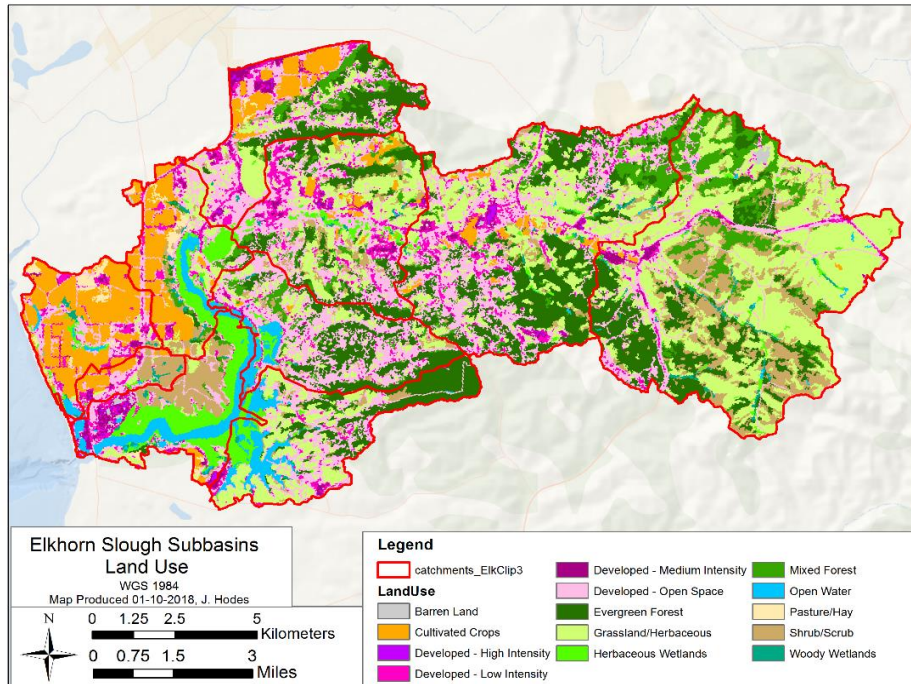 Elkhorn Slough Subbasins
Land Use
WGS 1984
Map Produced 01-10-2018, J. Hodes
N
0 1.25 2.5 5
Kilometers
0 0.75 1.5 3
Miles
Legend
catchments_ElkClip3
LandUse
Barren Land
Cultivated Crops
Developed - High Intensity
Developed - Low Intensity
Developed - Medium Intensity
Developed - Open Space
Evergreen Forest
Grassland/Herbaceous
Herbaceous Wetlands
Mixed Forest
Open Water
Pasture/Hay
Shrub/Scrub
Woody Wetlands